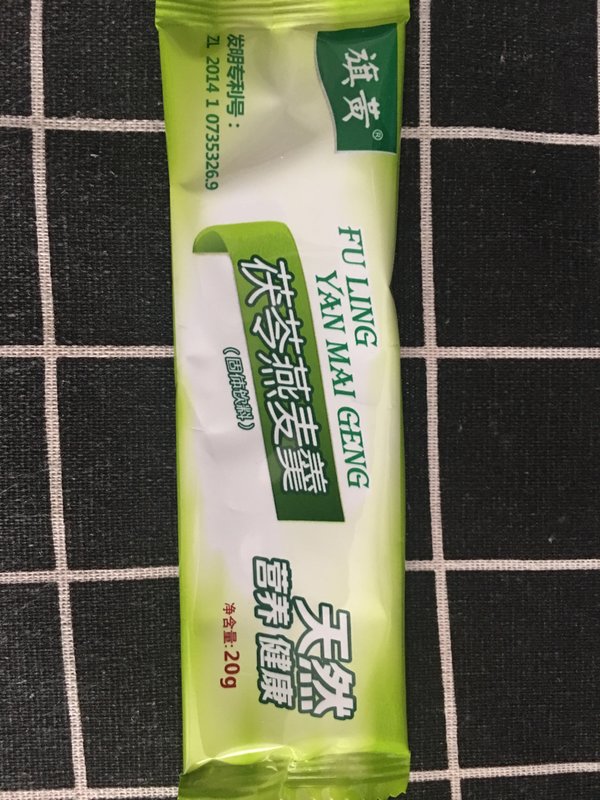 旗黄®
发明专利号：
ZL 2014 1 0735326.9
FU LING
YAN MAI GENG
茯苓燕麦羹
（固体饮料）
天然
营养 健康
净含量: 20g